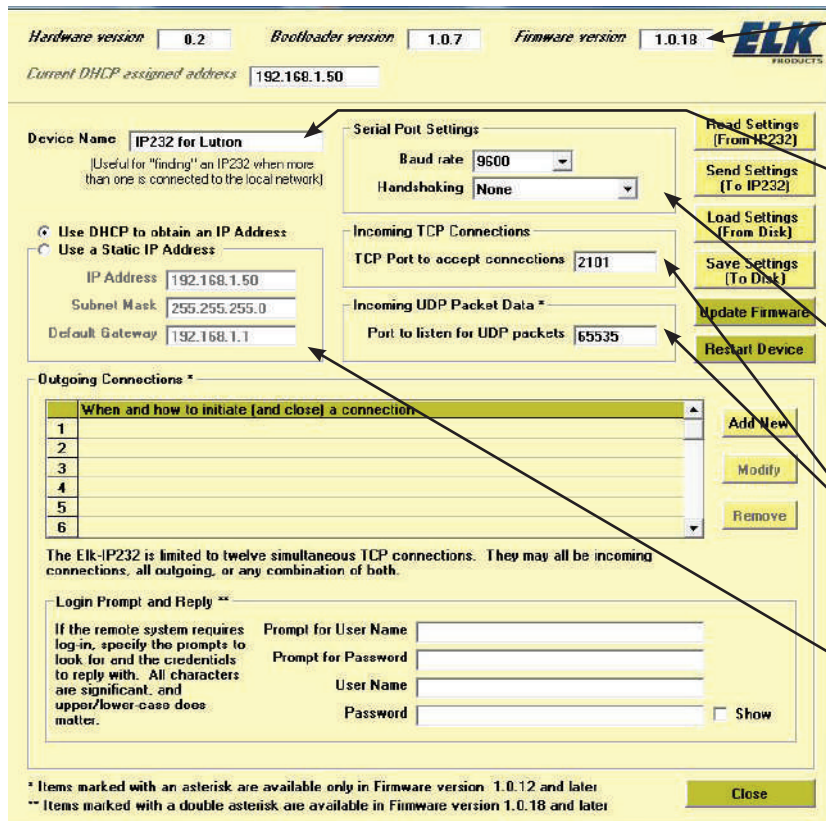 Hardware version 0.2 Bootloader version 1.0.7 Firmware version 1.0.18
ELK
PRODUCTS
Current DHCP assigned address 192.168.1.50
Device Name IP232 for Lutron
(Useful for "finding" an IP232 when more
than one is connected to the local network)
Serial Port Settings
Baud rate 9600
Handshaking None
Read Settings
(From IP232)
Send Settings
(To IP232)
Load Settings
(From Disk)
Save Settings
(To Disk)
Update Firmware
Restart Device
Use DHCP to obtain an IP Address
Use a Static IP Address
IP Address 192.168.1.50
Subnet Mask 255.255.255.0
Default Gateway 192.168.1.1
Incoming TCP Connections
TCP Port to accept connections 2101
Incoming UDP Packet Data *
Port to listen for UDP packets 65535
Outgoing Connections *
When and how to initiate (and close) a connection
1
2
3
4
5
6
Add New
Modify
Remove
The Elk-IP232 is limited to twelve simultaneous TCP connections. They may all be incoming
connections, all outgoing, or any combination of both.
Login Prompt and Reply **
If the remote system requires
log-in, specify the prompts to
look for and the credentials
to reply with. All characters
are significant, and
upper/lower-case does
matter.
Prompt for User Name
Prompt for Password
User Name
Password
Show
* Items marked with an asterisk are available only in Firmware version 1.0.12 and later
** Items marked with a double asterisk are available in Firmware version 1.0.18 and later
Close